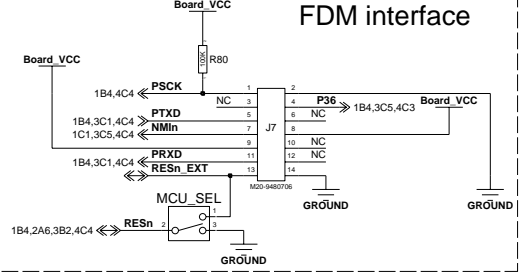 Board_VCC
FDM interface
100K
R80
Board_VCC
1B4,4C4 PSCK 1 2
NC 3 4 P36 1B4,3C5,4C3 Board_VCC
1B4,3C1,4C4 PTXD 5 6 NC
1C1,3C5,4C4 NMIn 7 J7 8
9 10 NC
1B4,3C1,4C4 PRXD 11 12 NC
RESn_EXT 13 14
M20-9480706
MCU_SEL
GROUND
GROUND
1
1B4,2A6,3B2,4C4 RESn 2 3
GROUND